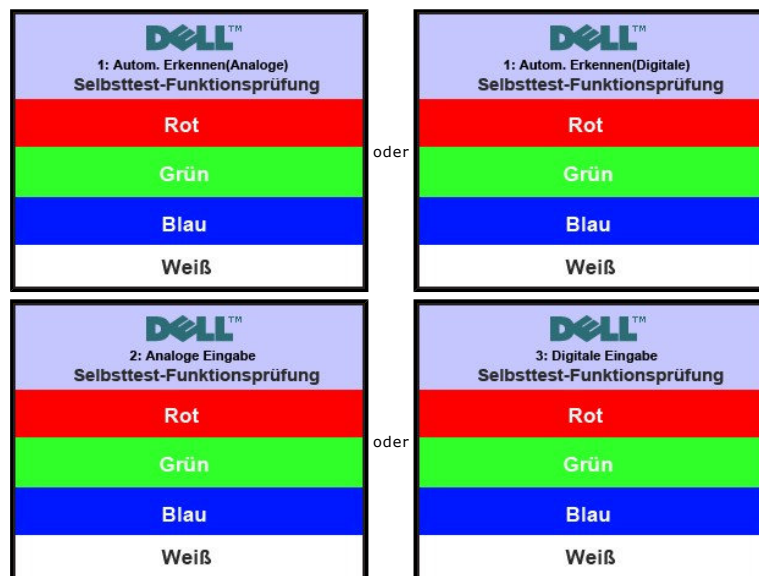 DELL™
1: Autom. Erkennen(Analoge)
Selbsttest-Funktionsprüfung
Rot
Grün
Blau
Weiß
oder
DELL™
1: Autom. Erkennen(Digitale)
Selbsttest-Funktionsprüfung
Rot
Grün
Blau
Weiß
DELL™
2: Analoge Eingabe
Selbsttest-Funktionsprüfung
Rot
Grün
Blau
Weiß
oder
DELL™
3: Digitale Eingabe
Selbsttest-Funktionsprüfung
Rot
Grün
Blau
Weiß